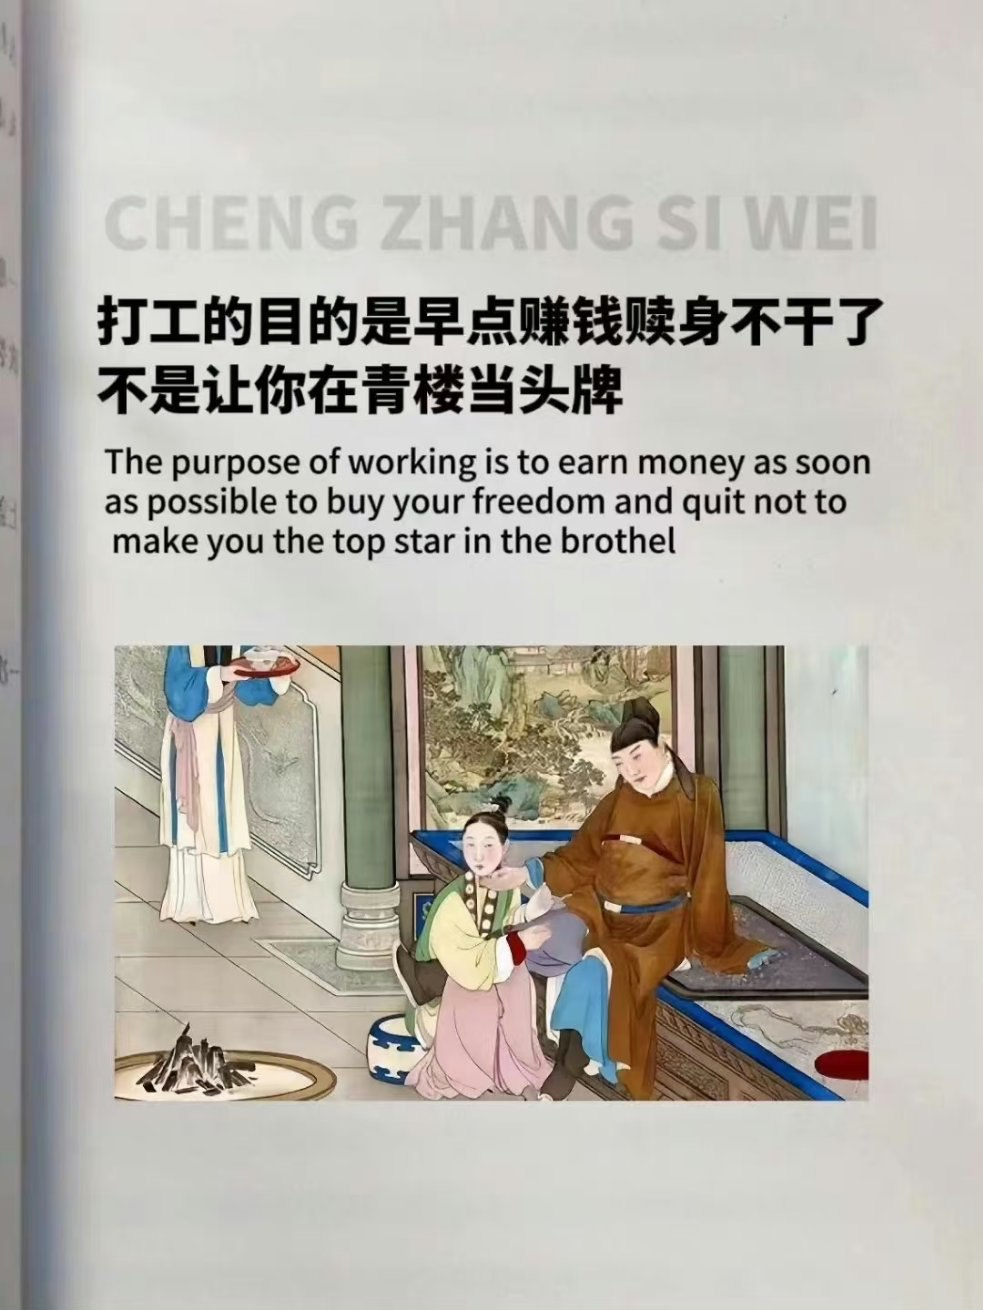 CHENG ZHANG SI WEI
打工的目的是早点赚钱赎身不干了
不是让你在青楼当头牌
The purpose of working is to earn money as soon
as possible to buy your freedom and quit not to
make you the top star in the brothel